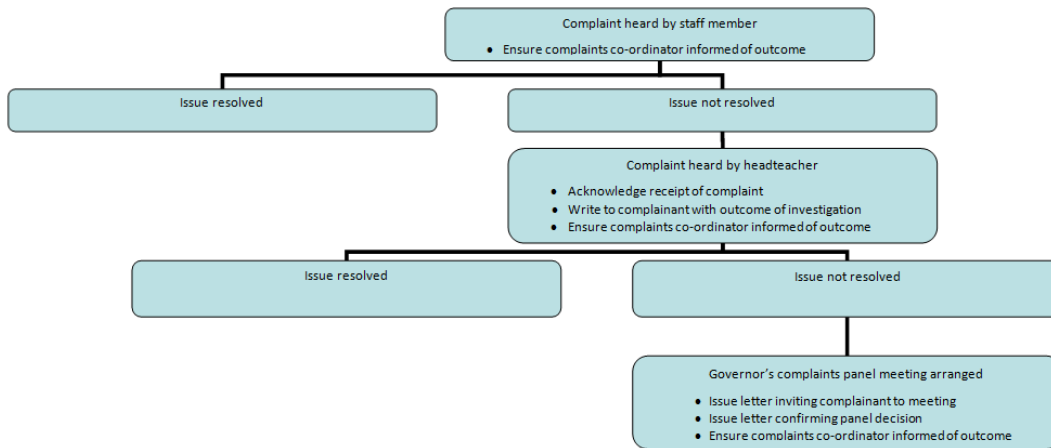 Complaint heard by staff member
• Ensure complaints co-ordinator informed of outcome
Issue resolved
Issue not resolved
Complaint heard by headteacher
• Acknowledge receipt of complaint
• Write to complainant with outcome of investigation
• Ensure complaints co-ordinator informed of outcome
Issue resolved
Issue not resolved
Governor's complaints panel meeting arranged
• Issue letter inviting complainant to meeting
• Issue letter confirming panel decision
• Ensure complaints co-ordinator informed of outcome